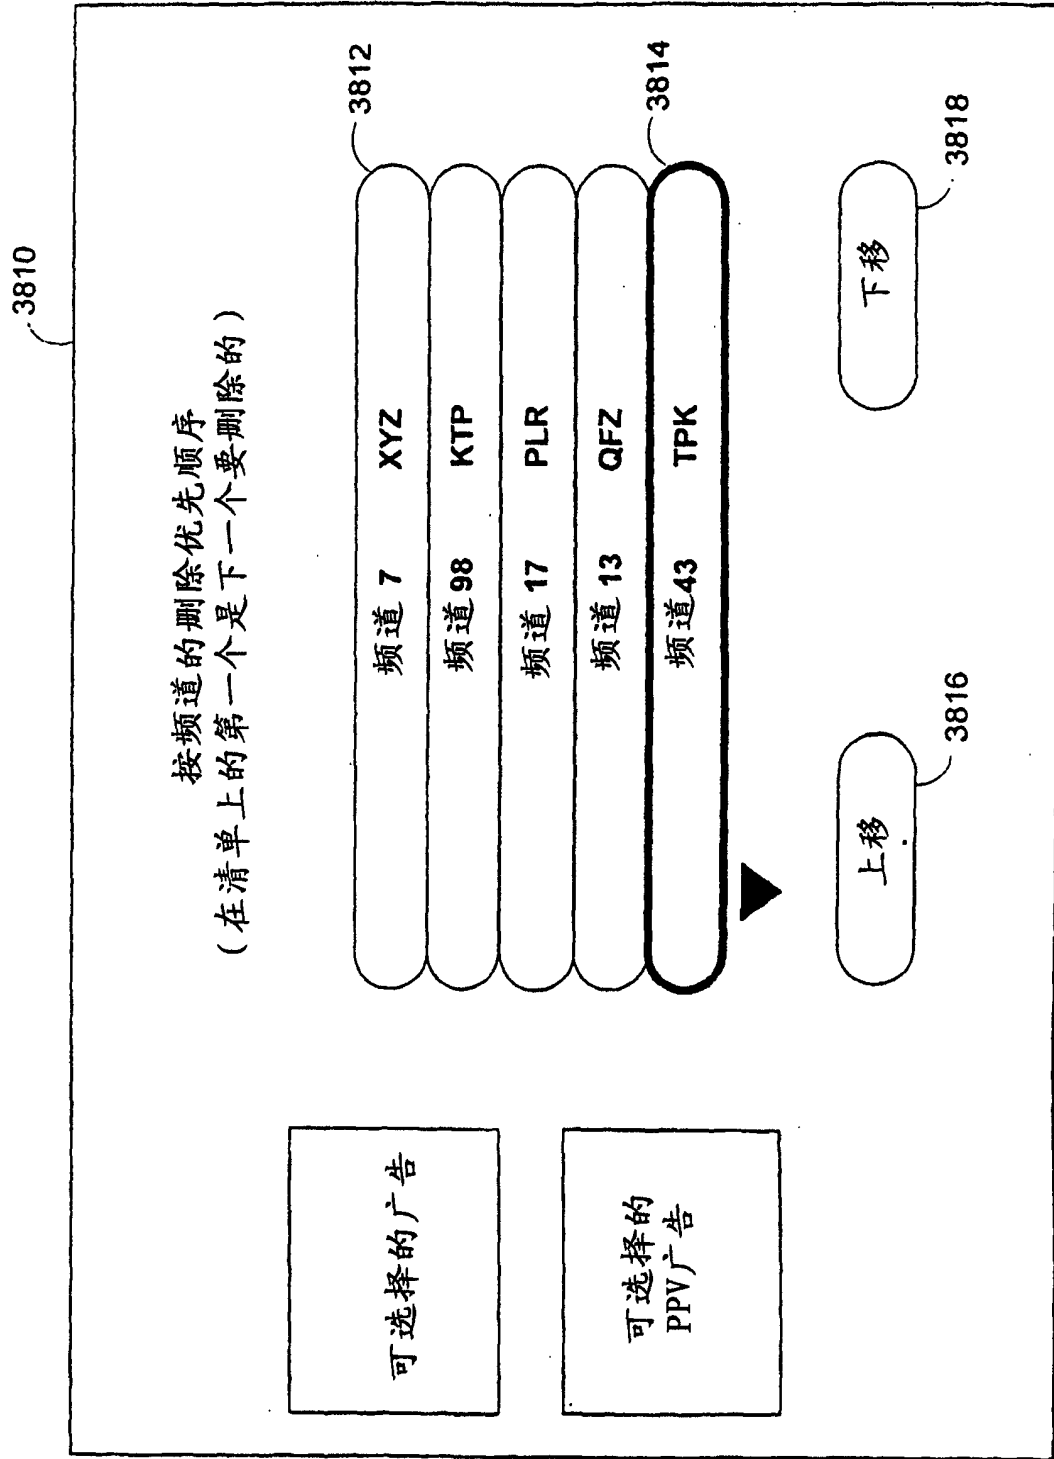 3810
按频道的删除优先顺序
(在清单上的第一个是下一个要删除的)
可选择的广告
可选择的
PPV广告
频道 7 XYZ
3812
频道 98 KTP
频道 17 PLR
频道 13 QFZ
频道43 TPK
3814
上移
3816
下移
3818